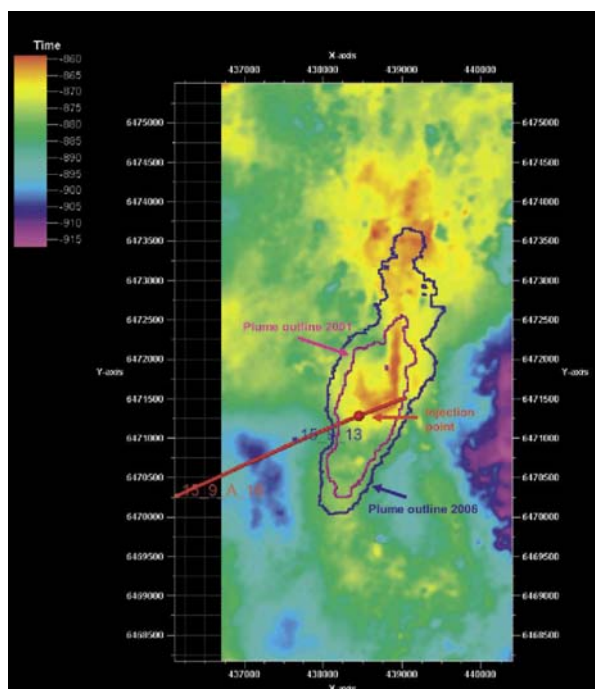 Time
-860
-865
-870
-875
-880
-885
-890
-895
-900
-905
-910
-915
X-axis
437000 438000 439000 440000
6475000 6475000
6474500 6474500
6474000 6474000
6473500 6473500
6473000 6473000
6472500 6472500
Plume outline 2001
6472000 6472000
Y-axis Y-axis
6471500 6471500
Injection
point
6471000 6471000
6470500 6470500
Plume outline 2006
6470000 6470000
6469500 6469500
6469000 6469000
6468500 6468500
437000 438000 439000 440000
X-axis